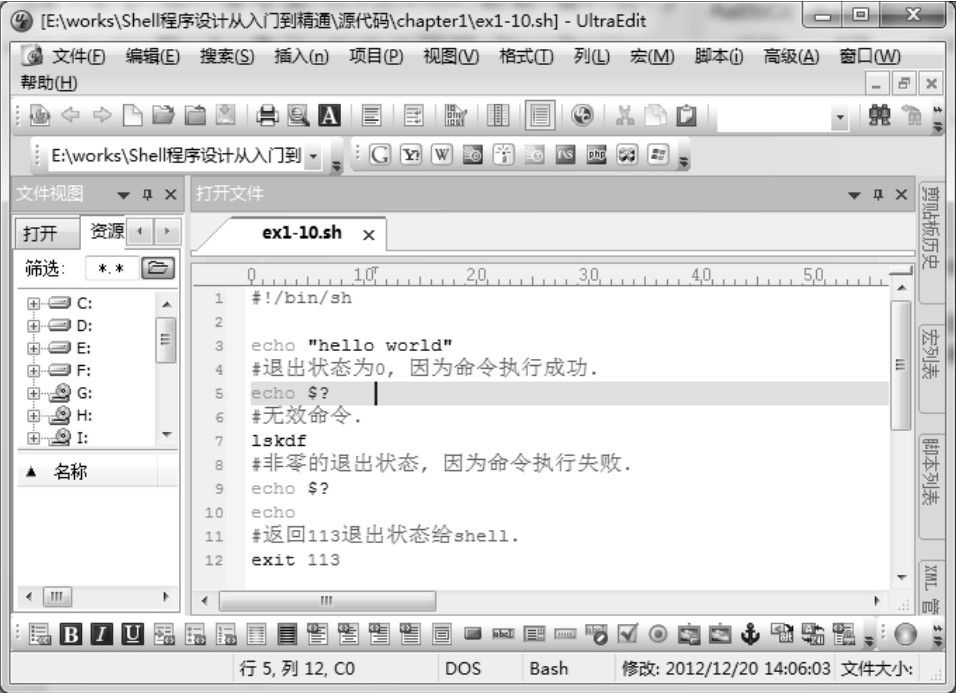 [E:\works\Shell程序设计从入门到精通\源代码\chapter1\ex1-10.sh] - UltraEdit
文件(F) 编辑(E) 搜索(S) 插入(n) 项目(P) 视图(V) 格式(T) 列(L) 宏(M) 脚本(i) 高级(A) 窗口(W)
帮助(H)
E:\works\Shell程序设计从入门到
文件视图
打开文件
打开 资源
ex1-10.sh
筛选: *.*
0 10 20 30 40 50
C:
D:
E:
F:
G:
H:
I:
名称
1 #!/bin/sh
2
3 echo "hello world"
4 #退出状态为0, 因为命令执行成功.
5 echo $?
6 #无效命令.
7 lskdf
8 #非零的退出状态, 因为命令执行失败.
9 echo $?
10 echo
11 #返回113退出状态给shell.
12 exit 113
剪贴板历史
宏列表
脚本列表
XML 管
行 5, 列 12, C0
DOS
Bash
修改: 2012/12/20 14:06:03
文件大小: